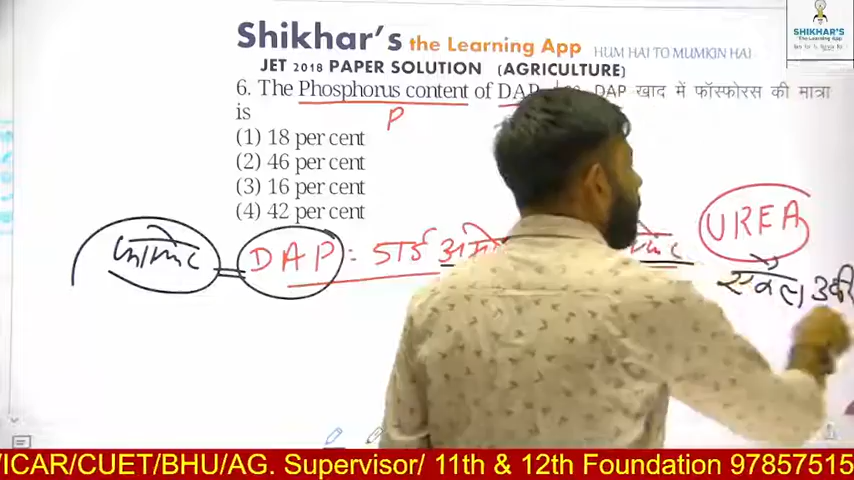 Shikhar's the Learning App HUM HAI TO MUMKIN HAI
SHIKHAR'S
The Learning App
JET 2018 PAPER SOLUTION (AGRICULTURE)
6. The Phosphorus content of DAP DAP खाद में फॉस्फोरस की मात्रा
is
P
(1) 18 per cent
(2) 46 per cent
(3) 16 per cent
(4) 42 per cent
UREA
DAP : डाई
/ICAR/CUET/BHU/AG. Supervisor/ 11th & 12th Foundation 97857515